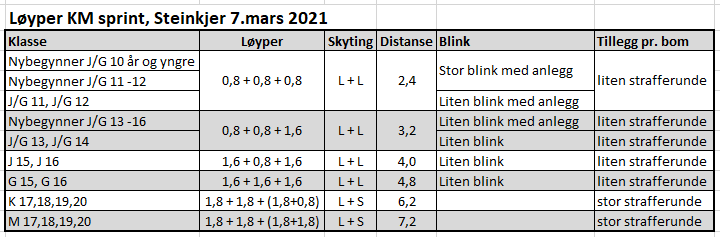 Løyper KM sprint, Steinkjer 7.mars 2021
Klasse Løyper Skyting Distanse Blink Tillegg pr. bom
Nybegynner J/G 10 år og yngre
Nybegynner J/G 11 -12
J/G 11, J/G 12
0,8 + 0,8 + 0,8 L + L 2,4
Stor blink med anlegg
Liten blink med anlegg
liten strafferunde
Nybegynner J/G 13 -16
J/G 13, J/G 14
0,8 + 0,8 + 1,6 L + L 3,2
Liten blink med anlegg liten strafferunde
Liten blink liten strafferunde
J 15, J 16 1,6 + 0,8 + 1,6 L + L 4,0 Liten blink liten strafferunde
G 15, G 16 1,6 + 1,6 + 1,6 L + L 4,8 Liten blink liten strafferunde
K 17,18,19,20 1,8 + 1,8 + (1,8+0,8) L + S 6,2 stor strafferunde
M 17,18,19,20 1,8 + 1,8 + (1,8+1,8) L + S 7,2 stor strafferunde